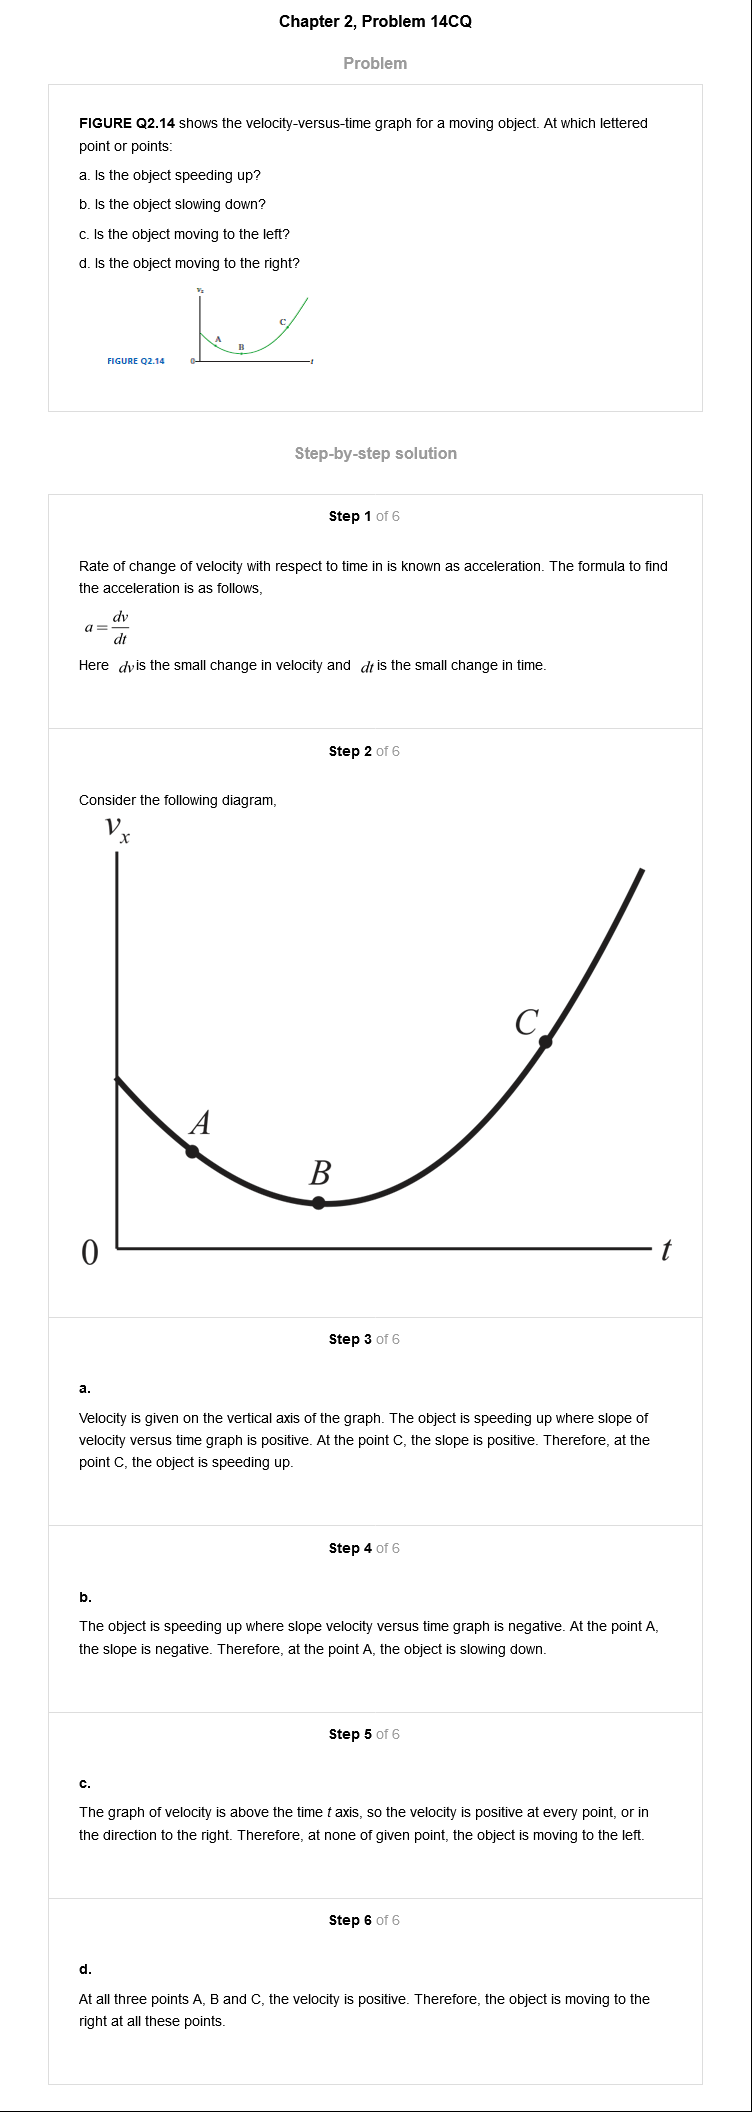 Chapter 2, Problem 14CQ
Problem
FIGURE Q2.14 shows the velocity-versus-time graph for a moving object. At which lettered
point or points:
a. Is the object speeding up?
b. Is the object slowing down?
c. Is the object moving to the left?
d. Is the object moving to the right?
vₓ
C
A
B
FIGURE Q2.14
0
t
Step-by-step solution
Step 1 of 6
Rate of change of velocity with respect to time in is known as acceleration. The formula to find
the acceleration is as follows,
a = dv/dt
Here dv is the small change in velocity and dt is the small change in time.
Step 2 of 6
Consider the following diagram,
vₓ
C
A
B
0
t
Step 3 of 6
a.
Velocity is given on the vertical axis of the graph. The object is speeding up where slope of
velocity versus time graph is positive. At the point C, the slope is positive. Therefore, at the
point C, the object is speeding up.
Step 4 of 6
b.
The object is speeding up where slope velocity versus time graph is negative. At the point A,
the slope is negative. Therefore, at the point A, the object is slowing down.
Step 5 of 6
c.
The graph of velocity is above the time t axis, so the velocity is positive at every point, or in
the direction to the right. Therefore, at none of given point, the object is moving to the left.
Step 6 of 6
d.
At all three points A, B and C, the velocity is positive. Therefore, the object is moving to the
right at all these points.